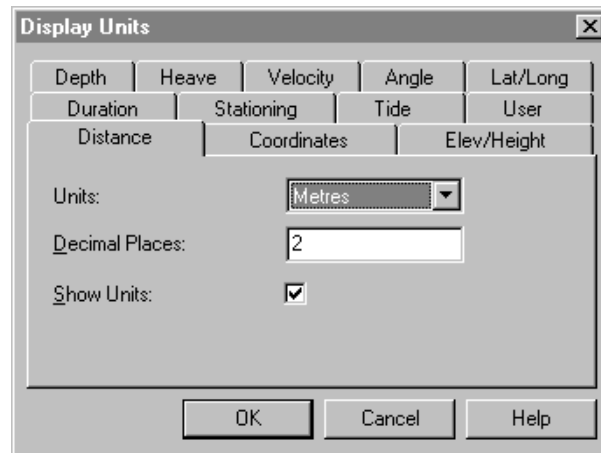 Display Units
Depth Heave Velocity Angle Lat/Long
Duration Stationing Tide User
Distance Coordinates Elev/Height
Units: Metres
Decimal Places: 2
Show Units:
OK Cancel Help